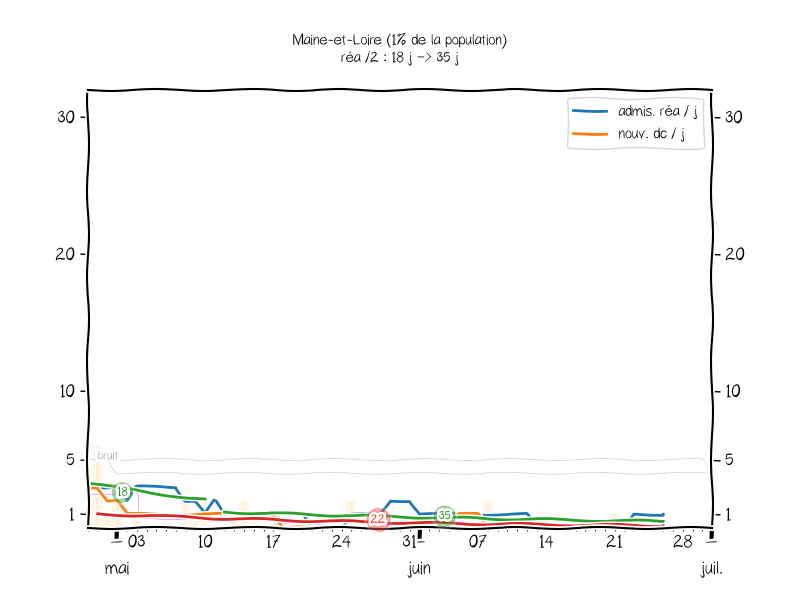 Maine-et-Loire (1% de la population)
réa /2 : 18 j -> 35 j
admis. réa / j
nouv. dc / j
30
30
20
20
10
10
5
5
1
1
bruit
18
22
35
03 10 17 24 31 07 14 21 28
mai juin juil.